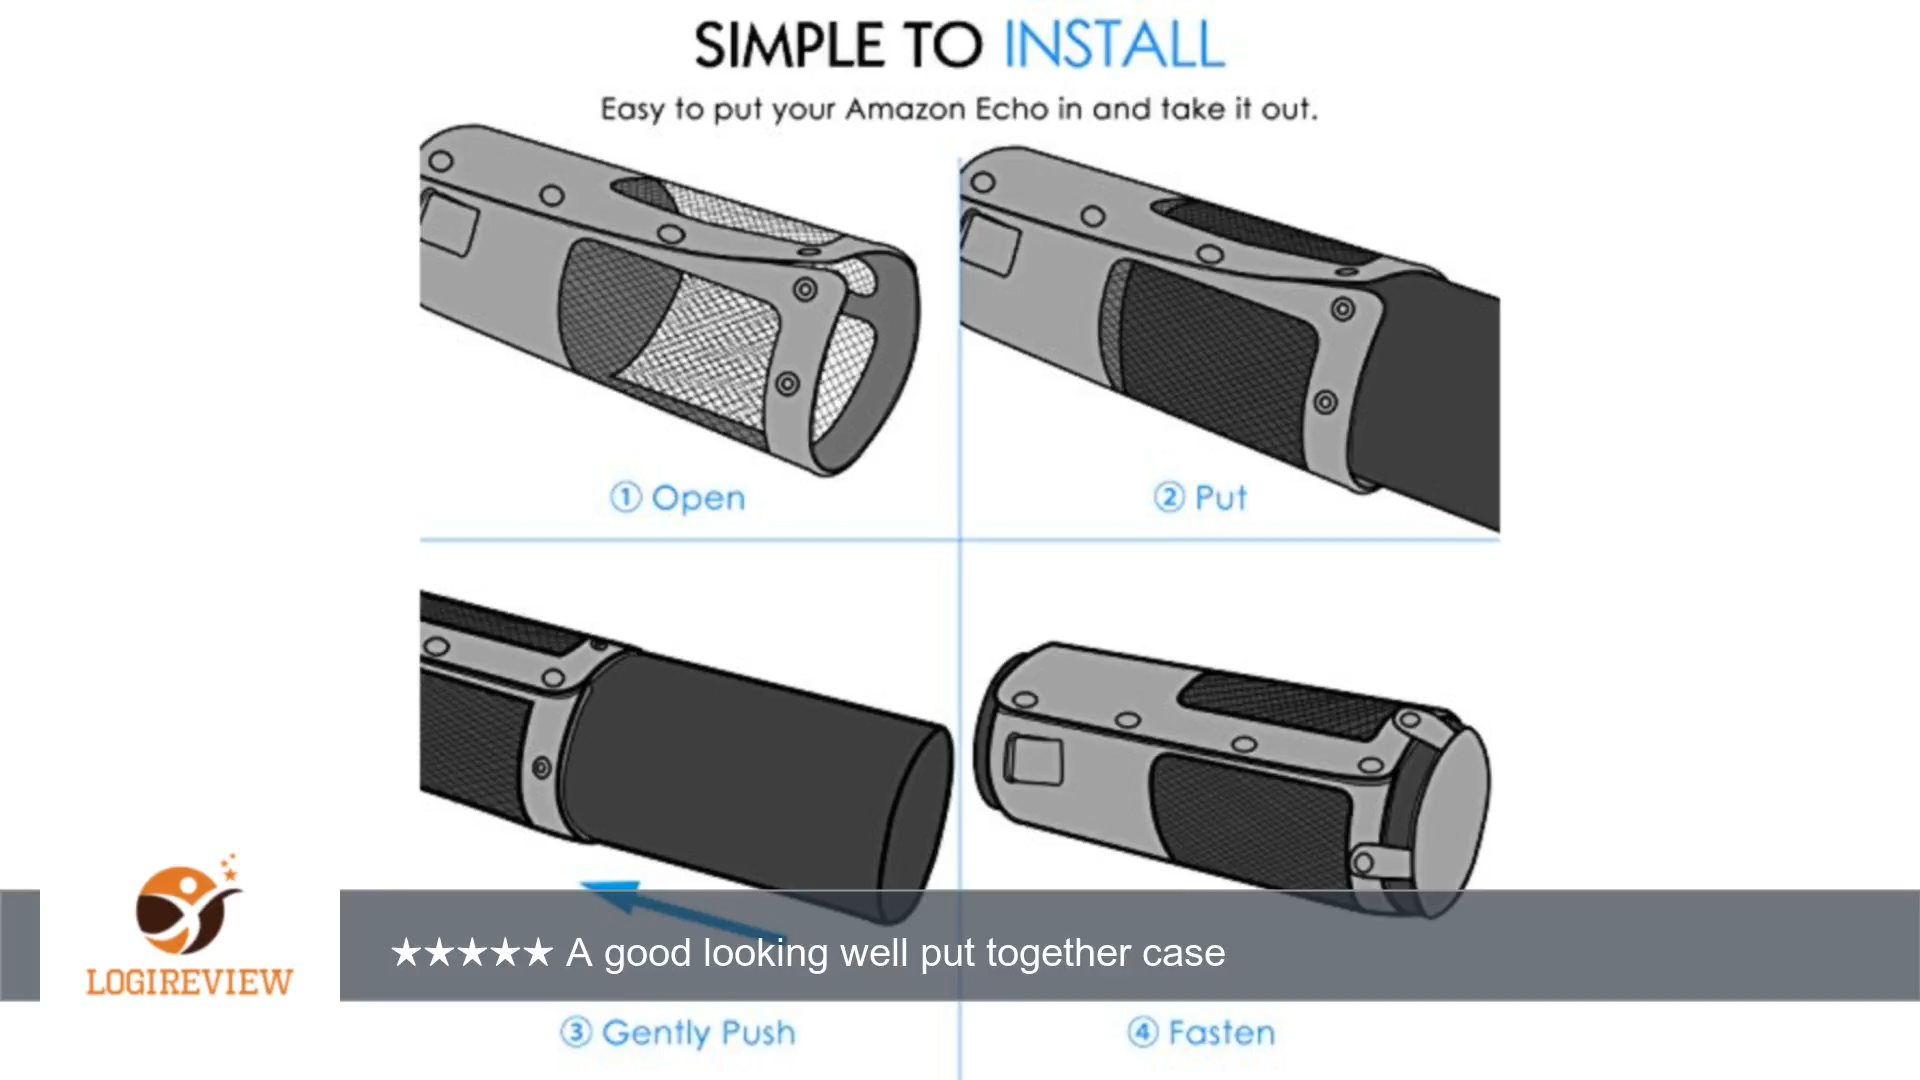 SIMPLE TO INSTALL
Easy to put your Amazon Echo in and take it out.
① Open
② Put
★★★★★ A good looking well put together case
LOGIREVIEW
③ Gently Push
④ Fasten